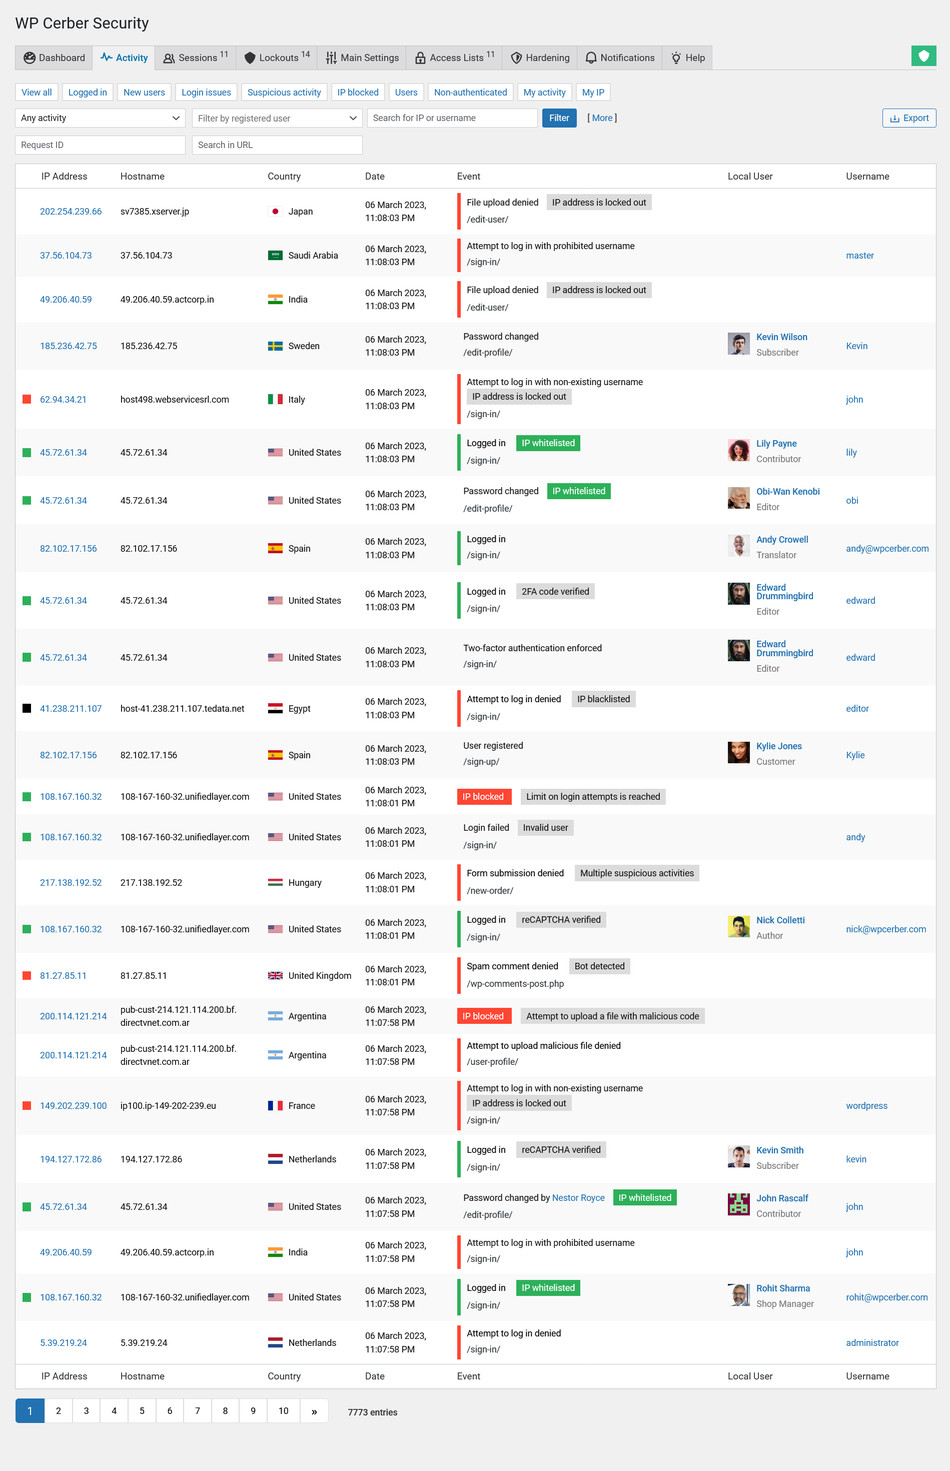 WP Cerber Security
Dashboard Activity Sessions 11 Lockouts 14 Main Settings Access Lists 11 Hardening Notifications Help
View all Logged in New users Login issues Suspicious activity IP blocked Users Non-authenticated My activity My IP
Any activity Filter by registered user Search for IP or username Filter [ More ] Export
Request ID Search in URL
IP Address Hostname Country Date Event Local User Username
202.254.239.66 sv7385.xserver.jp Japan 06 March 2023, 11:08:03 PM File upload denied IP address is locked out
/edit-user/
37.56.104.73 37.56.104.73 Saudi Arabia 06 March 2023, 11:08:03 PM Attempt to log in with prohibited username master
/sign-in/
49.206.40.59 49.206.40.59.actcorp.in India 06 March 2023, 11:08:03 PM File upload denied IP address is locked out
/edit-user/
185.236.42.75 185.236.42.75 Sweden 06 March 2023, 11:08:03 PM Password changed Kevin Wilson Kevin
/edit-profile/ Subscriber
62.94.34.21 host498.webservicesrl.com Italy 06 March 2023, 11:08:03 PM Attempt to log in with non-existing username john
IP address is locked out
/sign-in/
45.72.61.34 45.72.61.34 United States 06 March 2023, 11:08:03 PM Logged in IP whitelisted Lily Payne lily
/sign-in/ Contributor
45.72.61.34 45.72.61.34 United States 06 March 2023, 11:08:03 PM Password changed IP whitelisted Obi-Wan Kenobi obi
/edit-profile/ Editor
82.102.17.156 82.102.17.156 Spain 06 March 2023, 11:08:03 PM Logged in Andy Crowell andy@wpcerber.com
/sign-in/ Translator
45.72.61.34 45.72.61.34 United States 06 March 2023, 11:08:03 PM Logged in 2FA code verified Edward Drummingbird edward
/sign-in/ Editor
45.72.61.34 45.72.61.34 United States 06 March 2023, 11:08:03 PM Two-factor authentication enforced Edward Drummingbird edward
/sign-in/ Editor
41.238.211.107 host-41.238.211.107.tedata.net Egypt 06 March 2023, 11:08:03 PM Attempt to log in denied IP blacklisted editor
/sign-in/
82.102.17.156 82.102.17.156 Spain 06 March 2023, 11:08:03 PM User registered Kylie Jones Kylie
/sign-up/ Customer
108.167.160.32 108-167-160-32.unifiedlayer.com United States 06 March 2023, 11:08:01 PM IP blocked Limit on login attempts is reached
108.167.160.32 108-167-160-32.unifiedlayer.com United States 06 March 2023, 11:08:01 PM Login failed Invalid user andy
/sign-in/
217.138.192.52 217.138.192.52 Hungary 06 March 2023, 11:08:01 PM Form submission denied Multiple suspicious activities
/new-order/
108.167.160.32 108-167-160-32.unifiedlayer.com United States 06 March 2023, 11:08:01 PM Logged in reCAPTCHA verified Nick Colletti nick@wpcerber.com
/sign-in/ Author
81.27.85.11 81.27.85.11 United Kingdom 06 March 2023, 11:08:01 PM Spam comment denied Bot detected
/wp-comments-post.php
200.114.121.214 pub-cust-214.121.114.200.bf.directvnet.com.ar Argentina 06 March 2023, 11:07:58 PM IP blocked Attempt to upload a file with malicious code
200.114.121.214 pub-cust-214.121.114.200.bf.directvnet.com.ar Argentina 06 March 2023, 11:07:58 PM Attempt to upload malicious file denied
/user-profile/
149.202.239.100 ip100.ip-149-202-239.eu France 06 March 2023, 11:07:58 PM Attempt to log in with non-existing username wordpress
IP address is locked out
/sign-in/
194.127.172.86 194.127.172.86 Netherlands 06 March 2023, 11:07:58 PM Logged in reCAPTCHA verified Kevin Smith kevin
/sign-in/ Subscriber
45.72.61.34 45.72.61.34 United States 06 March 2023, 11:07:58 PM Password changed by Nestor Royce IP whitelisted John Rascalf john
/edit-profile/ Contributor
49.206.40.59 49.206.40.59.actcorp.in India 06 March 2023, 11:07:58 PM Attempt to log in with prohibited username john
/sign-in/
108.167.160.32 108-167-160-32.unifiedlayer.com United States 06 March 2023, 11:07:58 PM Logged in IP whitelisted Rohit Sharma rohit@wpcerber.com
/sign-in/ Shop Manager
5.39.219.24 5.39.219.24 Netherlands 06 March 2023, 11:07:58 PM Attempt to log in denied administrator
/sign-in/
IP Address Hostname Country Date Event Local User Username
1 2 3 4 5 6 7 8 9 10 » 7773 entries